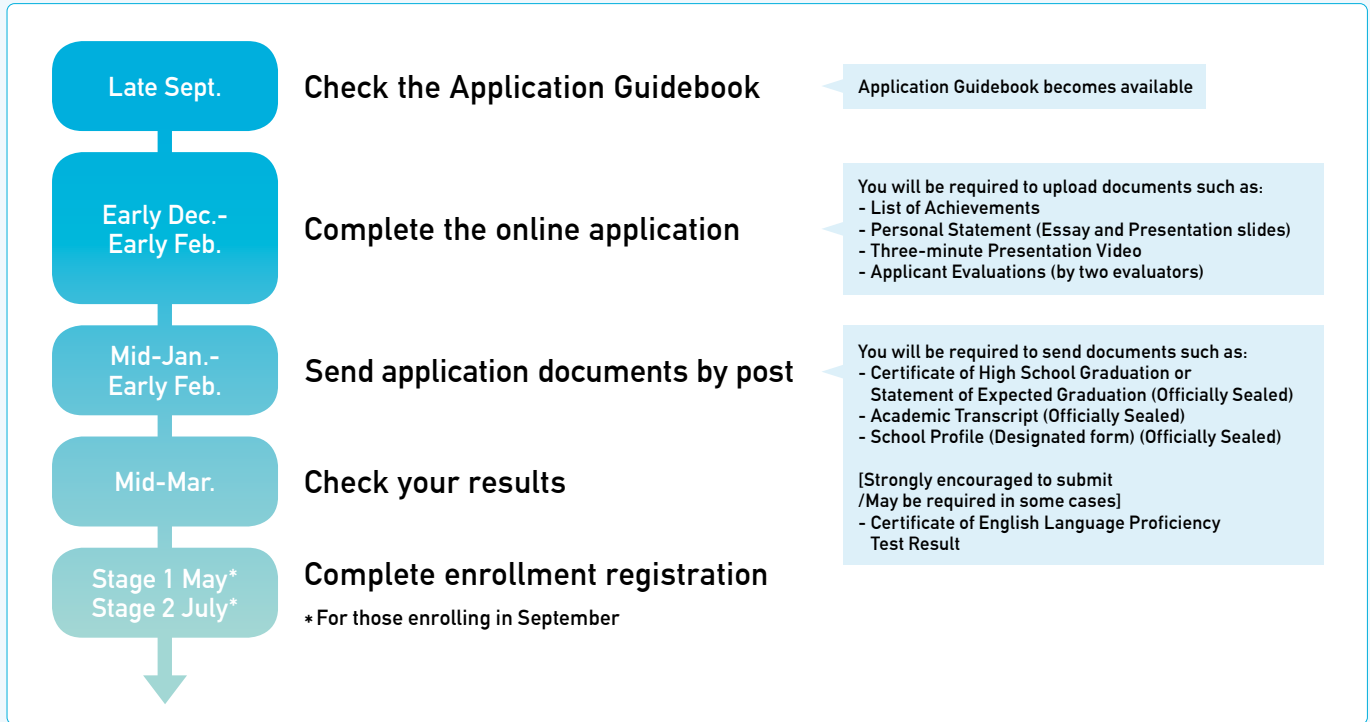 Late Sept.
Check the Application Guidebook
Application Guidebook becomes available
Early Dec.-
Early Feb.
Complete the online application
You will be required to upload documents such as:
- List of Achievements
- Personal Statement (Essay and Presentation slides)
- Three-minute Presentation Video
- Applicant Evaluations (by two evaluators)
Mid-Jan.-
Early Feb.
Send application documents by post
You will be required to send documents such as:
- Certificate of High School Graduation or
Statement of Expected Graduation (Officially Sealed)
- Academic Transcript (Officially Sealed)
- School Profile (Designated form) (Officially Sealed)
[Strongly encouraged to submit
/May be required in some cases]
- Certificate of English Language Proficiency
Test Result
Mid-Mar.
Check your results
Stage 1 May*
Stage 2 July*
Complete enrollment registration
* For those enrolling in September